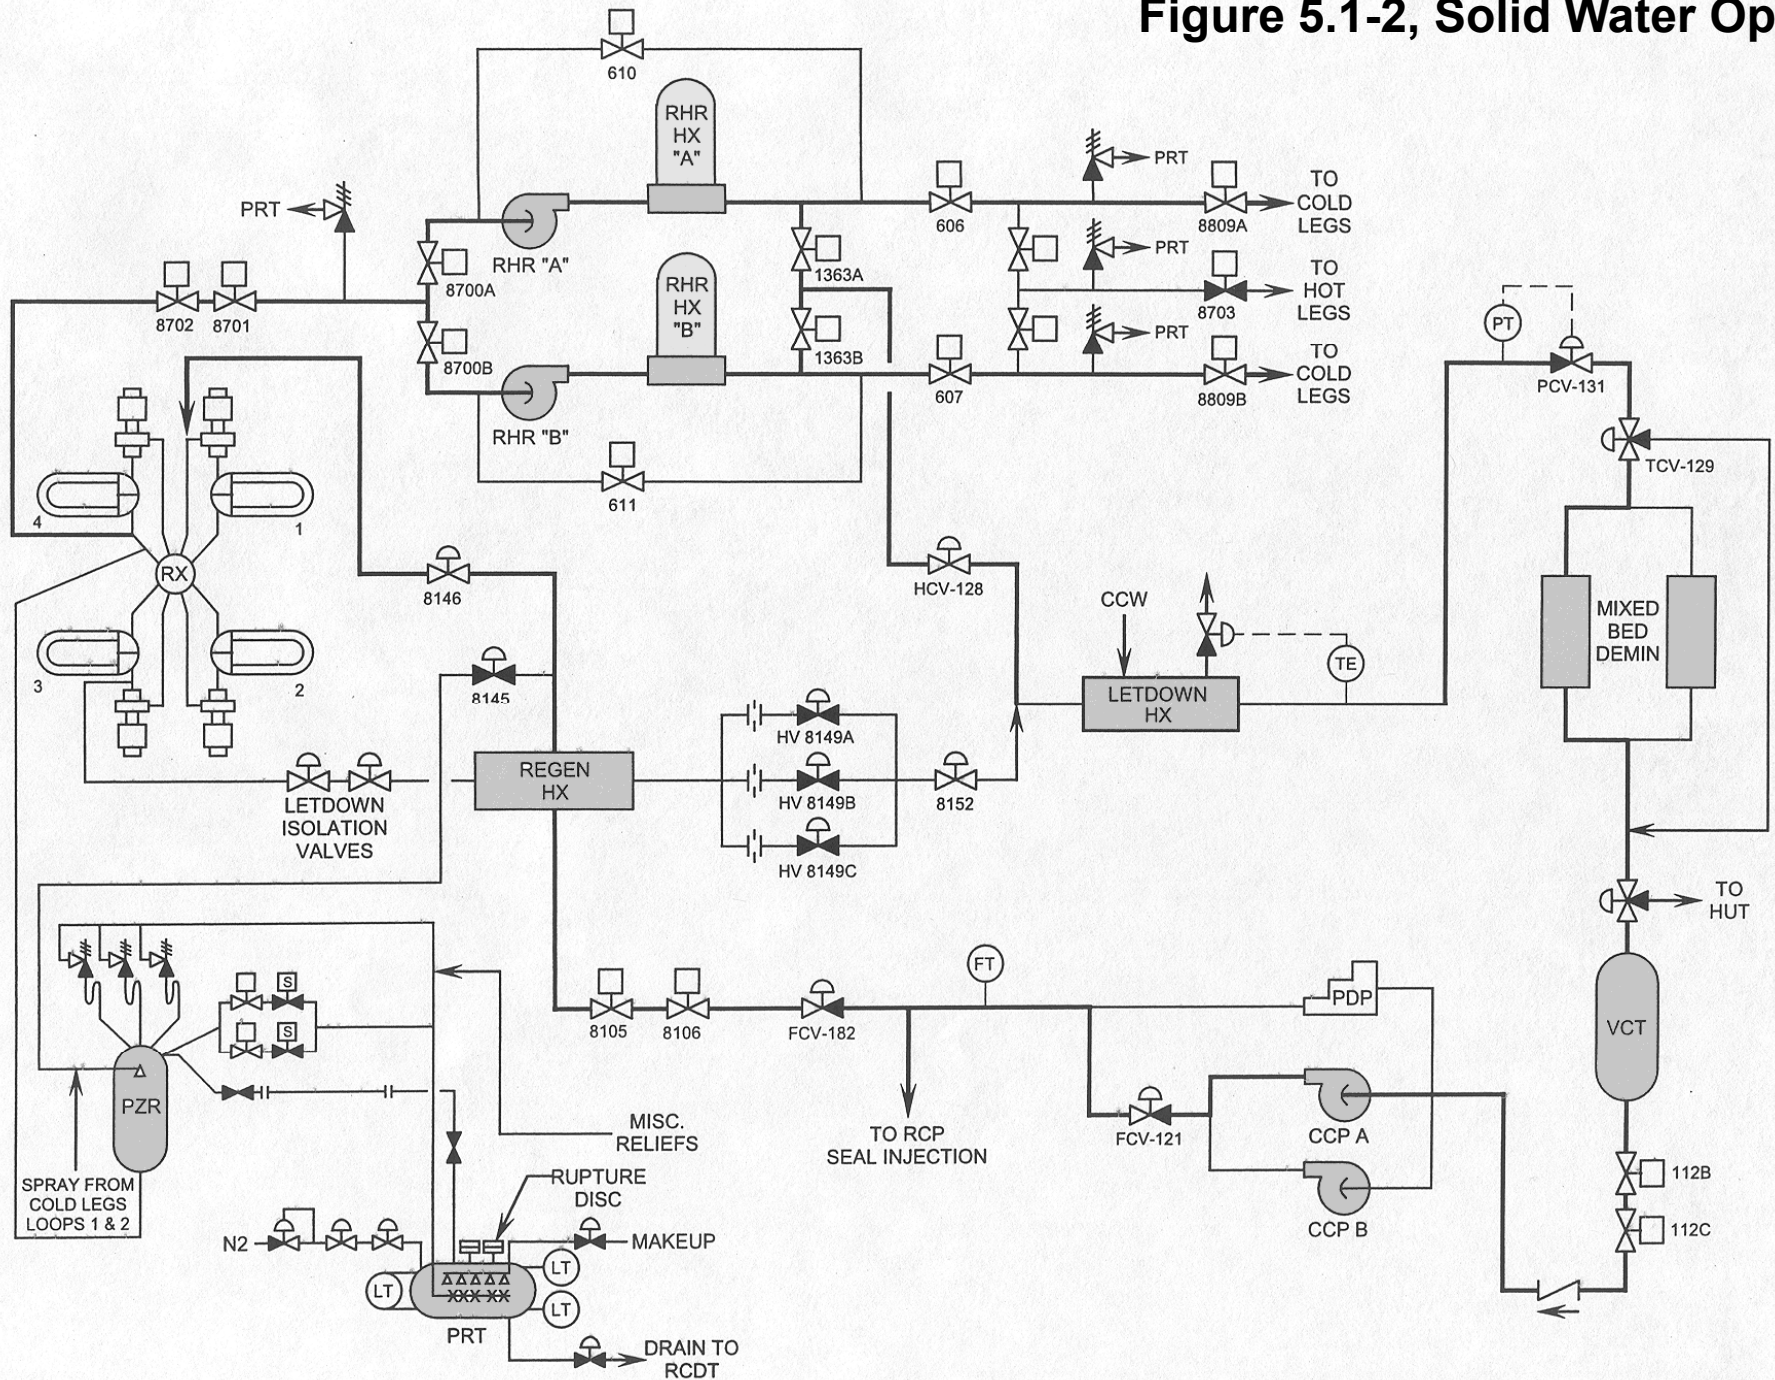 Figure 5.1-2, Solid Water Op
610
RHR
HX
"A"
PRT
TO
COLD
LEGS
606
8809A
PRT
RHR "A"
8700A
1363A
PRT
TO
HOT
LEGS
8703
8702
8701
RHR
HX
"B"
8700B
1363B
PRT
TO
COLD
LEGS
607
8809B
RHR "B"
PT
PCV-131
TCV-129
611
4
1
RX
3
2
8146
HCV-128
CCW
TE
LETDOWN
HX
MIXED
BED
DEMIN
8145
HV 8149A
HV 8149B
HV 8149C
8152
REGEN
HX
LETDOWN
ISOLATION
VALVES
TO
HUT
VCT
S
S
PZR
8105
8106
FCV-182
FT
PDP
TO RCP
SEAL INJECTION
FCV-121
CCP A
CCP B
112B
112C
MISC.
RELIEFS
RUPTURE
DISC
SPRAY FROM
COLD LEGS
LOOPS 1 & 2
N2
MAKEUP
LT
LT
LT
PRT
DRAIN TO
RCDT